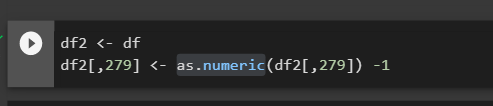 df2 <- df
df2[,279] <- as.numeric(df2[,279]) -1